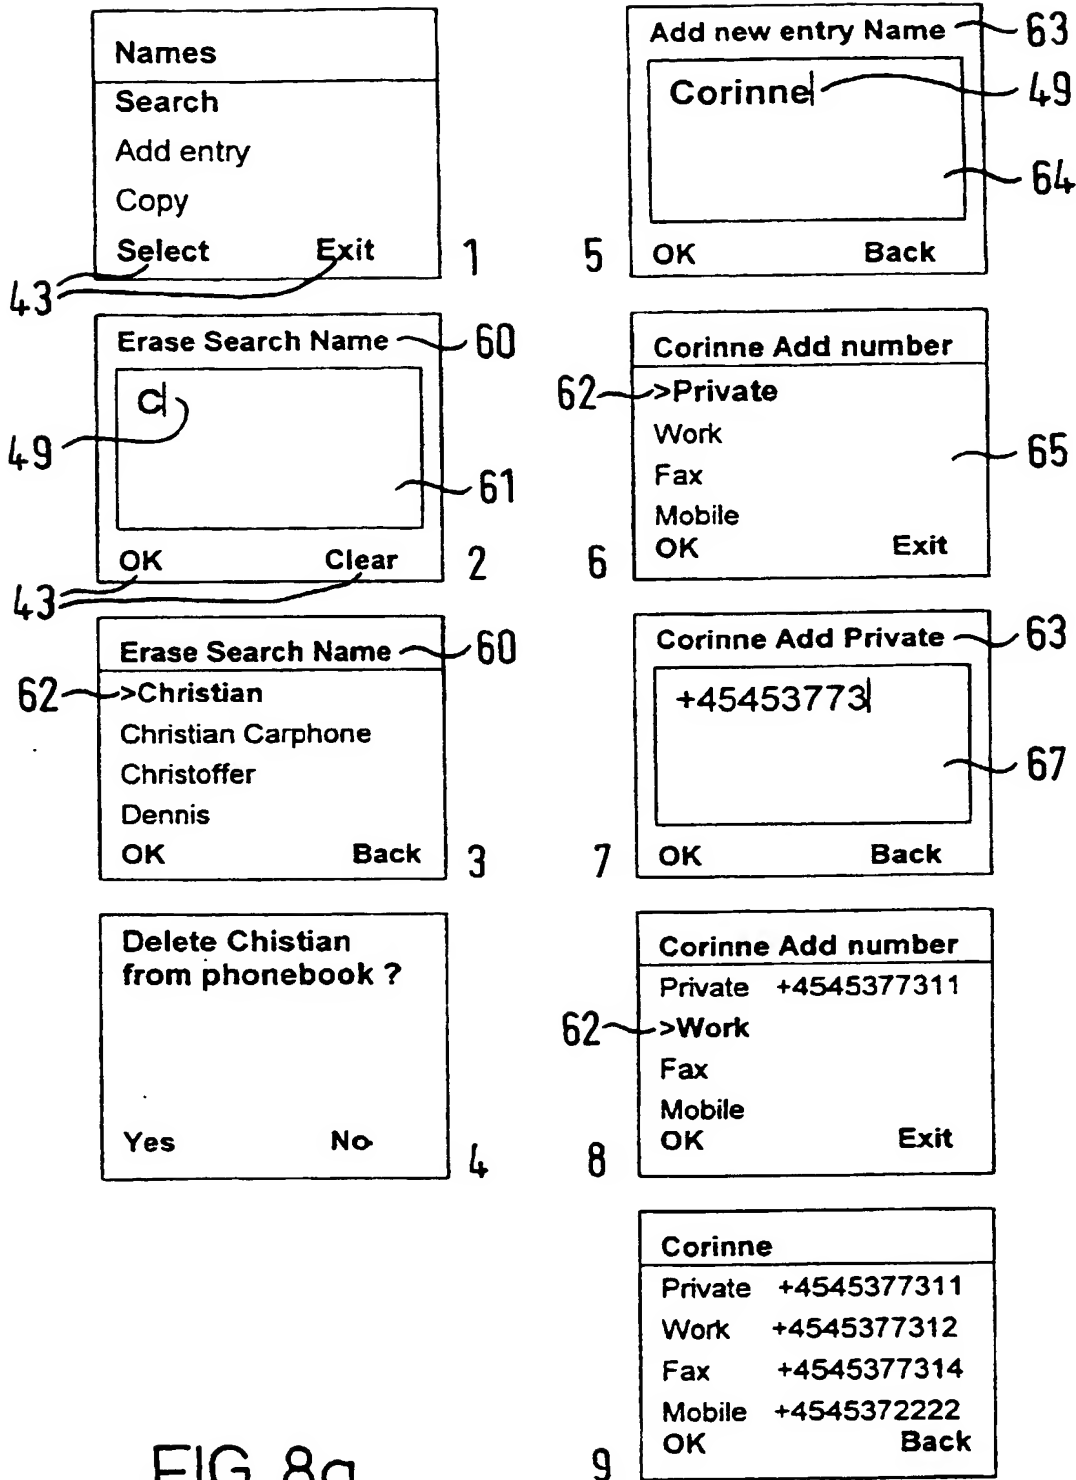 Names
Search
Add entry
Copy
Select Exit 1
43
Erase Search Name 60
C
49
61
OK Clear 2
43
Erase Search Name 60
62 >Christian
Christian Carphone
Christoffer
Dennis
OK Back 3
Delete Chistian
from phonebook ?
Yes No 4
Add new entry Name 63
Corinne 49
64
5 OK Back
Corinne Add number
62 >Private
Work 65
Fax
Mobile
6 OK Exit
Corinne Add Private 63
+45453773
67
7 OK Back
Corinne Add number
Private +4545377311
62 >Work
Fax
Mobile
8 OK Exit
Corinne
Private +4545377311
Work +4545377312
Fax +4545377314
Mobile +4545372222
9 OK Back
FIG. 8a